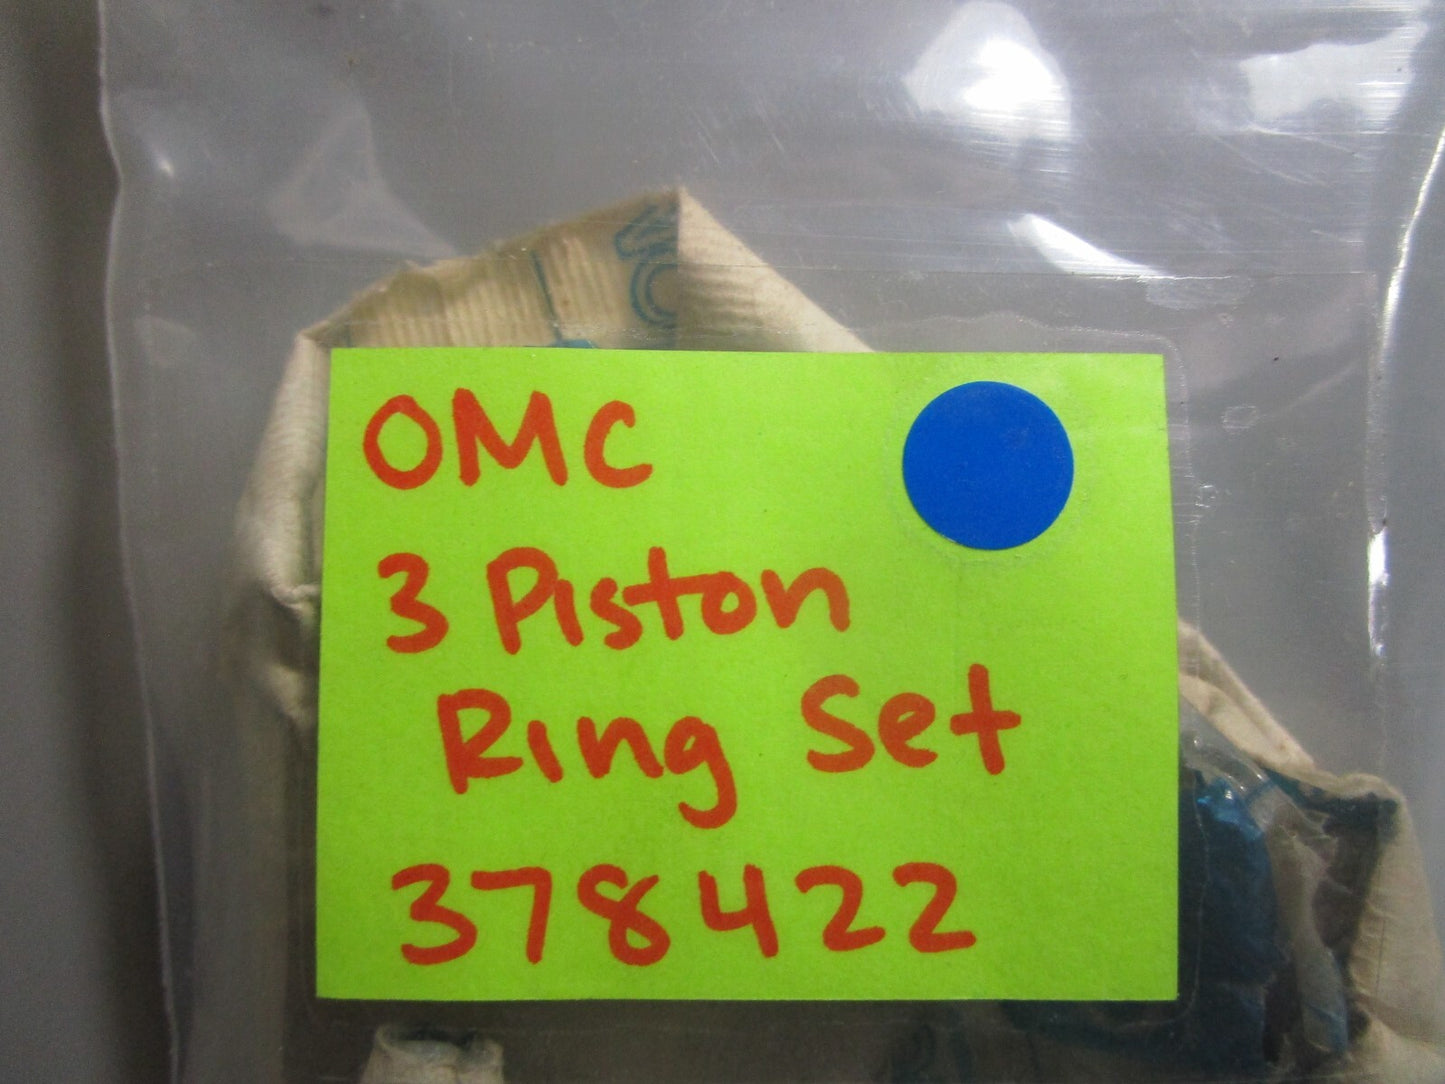 OMC
3 Piston
Ring Set
378422